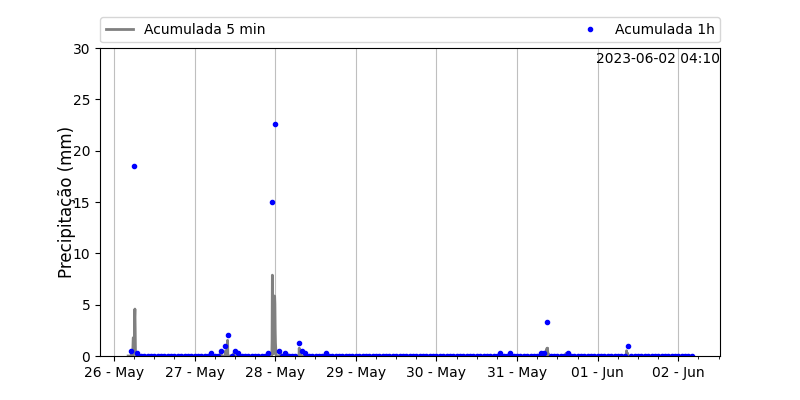 Acumulada 5 min
Acumulada 1h
2023-06-02 04:10
Precipitação (mm)
30
25
20
15
10
5
0
26 - May
27 - May
28 - May
29 - May
30 - May
31 - May
01 - Jun
02 - Jun